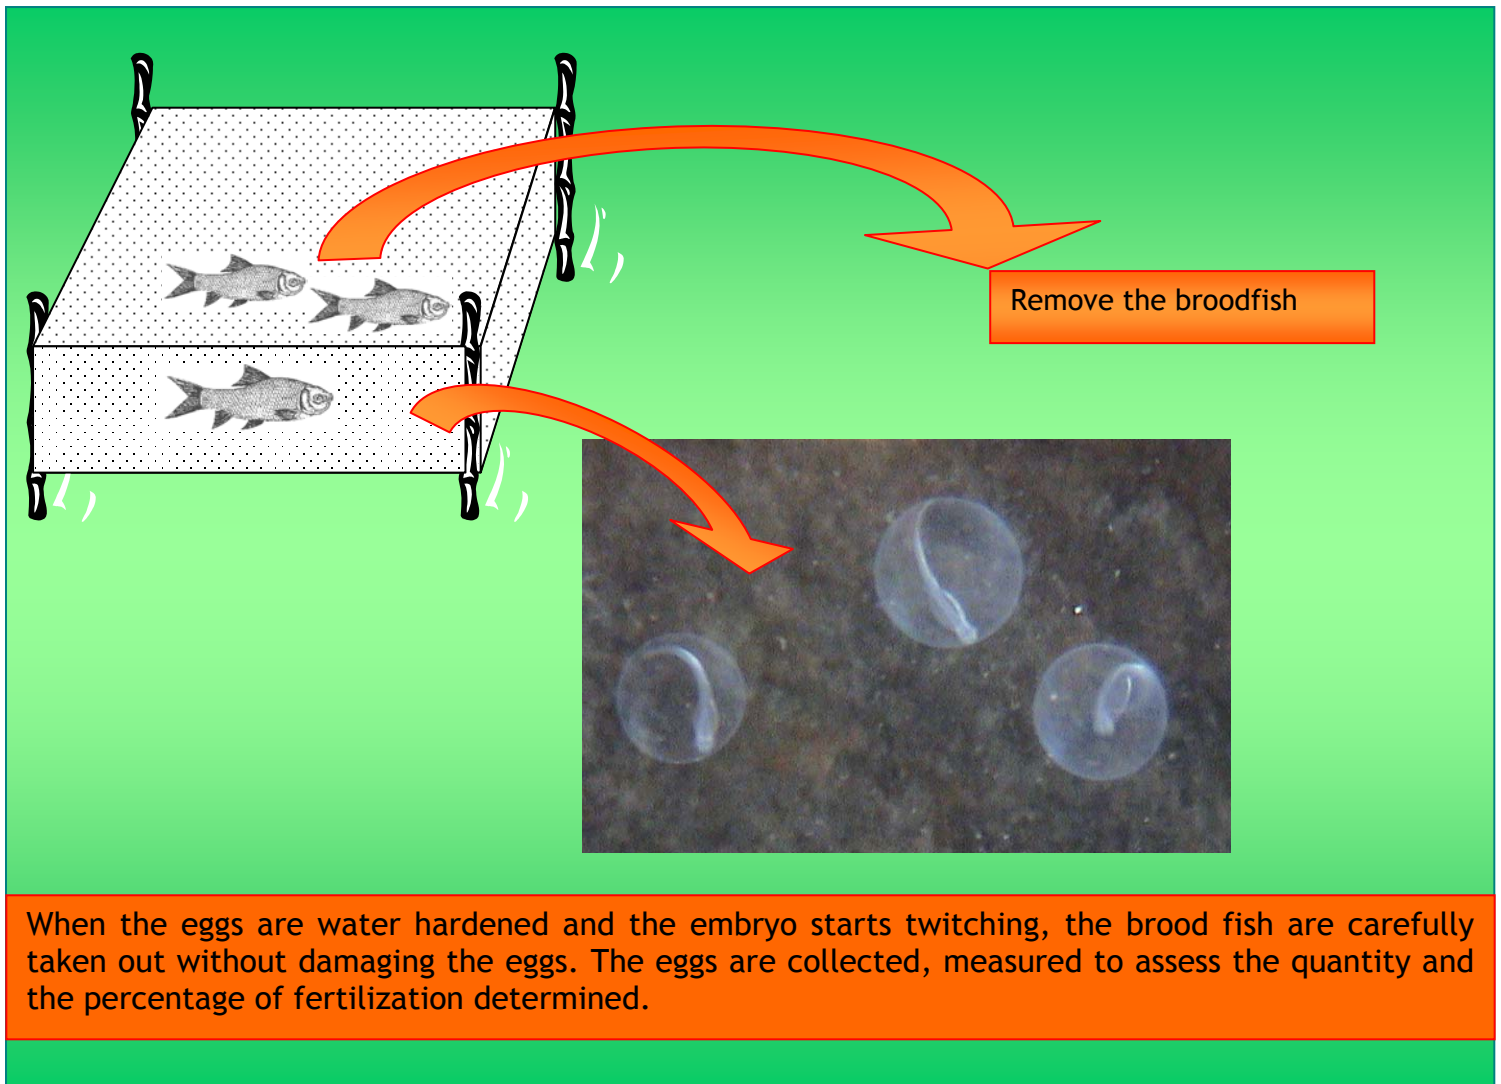 Remove the broodfish
When the eggs are water hardened and the embryo starts twitching, the brood fish are carefully
taken out without damaging the eggs. The eggs are collected, measured to assess the quantity and
the percentage of fertilization determined.